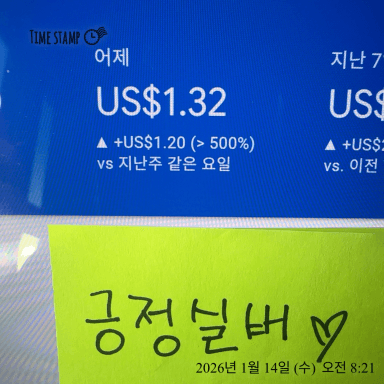 TIME STAMP
어제
US$1.32
▲ +US$1.20 (> 500%)
vs 지난주 같은 요일
지난 7
US$
▲ +US$2
vs. 이전
긍정실버♡
2026년 1월 14일 (수) 오전 8:21